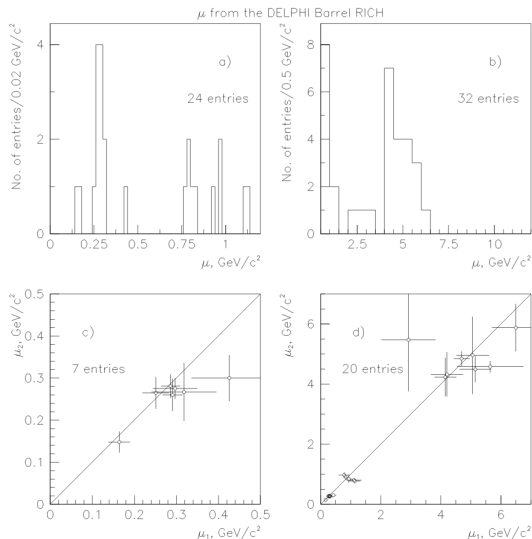 μ from the DELPHI Barrel RICH
No. of entries/0.02 GeV/c²
4
2
0
a)
24 entries
0 0.25 0.5 0.75 1
μ, GeV/c²
No. of entries/0.5 GeV/c²
8
6
4
2
0
b)
32 entries
2.5 5 7.5 10
μ, GeV/c²
μ₂, GeV/c²
0.5
0.4
0.3
0.2
0.1
0
c)
7 entries
0 0.1 0.2 0.3 0.4 0.5
μ₁, GeV/c²
μ₂, GeV/c²
6
4
2
0
d)
20 entries
0 2 4 6
μ₁, GeV/c²